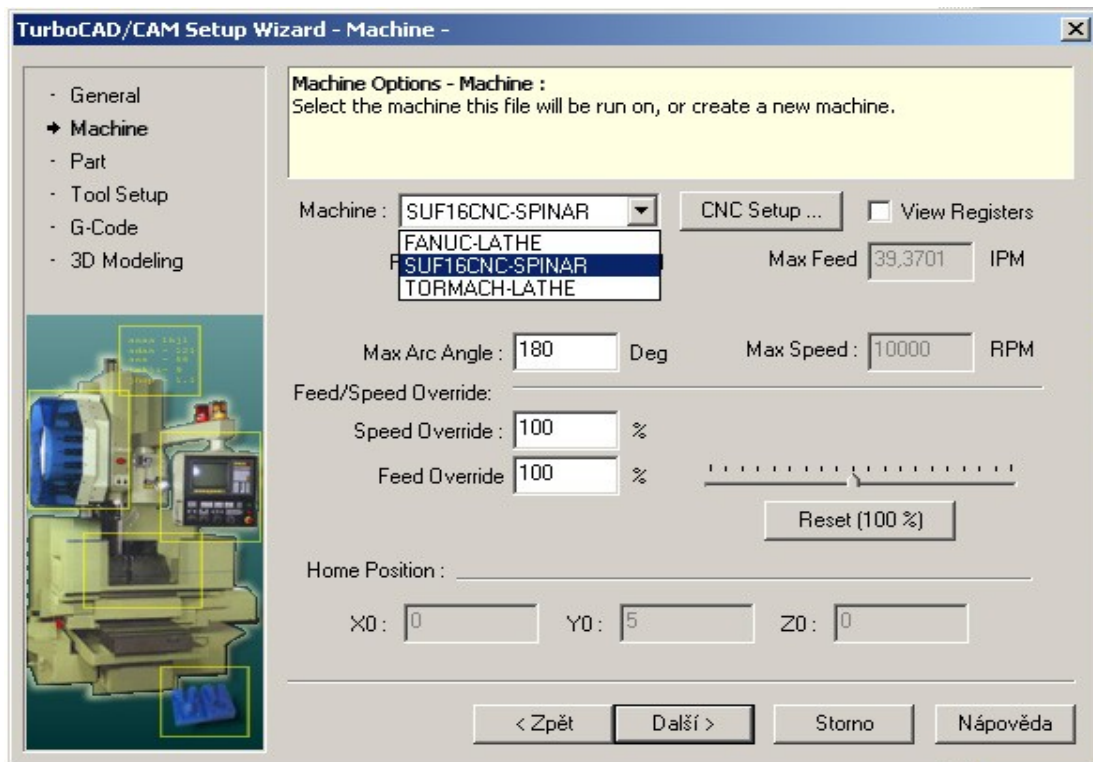 TurboCAD/CAM Setup Wizard - Machine -
General
Machine
Part
Tool Setup
G-Code
3D Modeling
Machine Options - Machine :
Select the machine this file will be run on, or create a new machine.
Machine : SUF16CNC-SPINAR CNC Setup ... View Registers
FANUC-LATHE
SUF16CNC-SPINAR
TORMACH-LATHE
Max Feed 39,3701 IPM
Max Arc Angle : 180 Deg Max Speed : 10000 RPM
Feed/Speed Override:
Speed Override : 100 %
Feed Override 100 %
Reset (100 %)
Home Position :
X0 : 0 Y0 : 5 Z0 : 0
< Zpět Další > Storno Nápověda